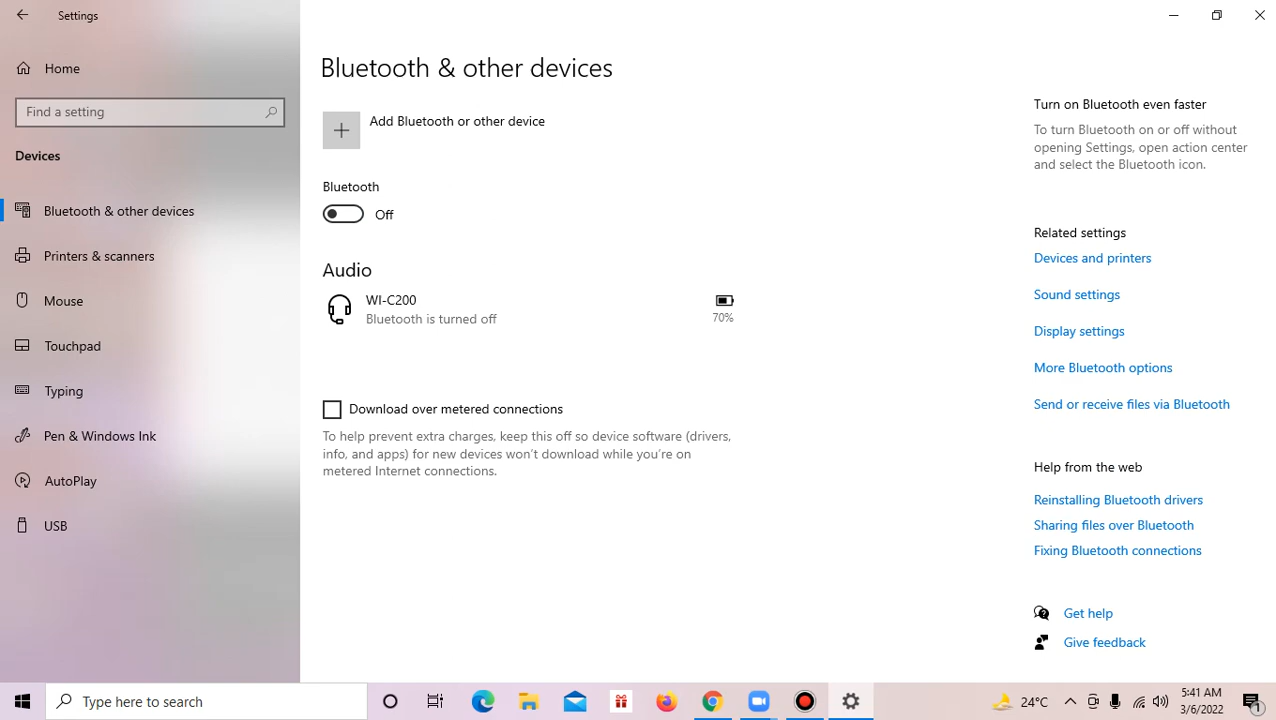 Settings
Home
Find a setting
Devices
Bluetooth & other devices
Printers & scanners
Mouse
Touchpad
Typing
Pen & Windows Ink
AutoPlay
USB
Bluetooth & other devices
Add Bluetooth or other device
Bluetooth
Off
Audio
WI-C200
Bluetooth is turned off
70%
Download over metered connections
To help prevent extra charges, keep this off so device software (drivers,
info, and apps) for new devices won't download while you're on
metered Internet connections.
Turn on Bluetooth even faster
To turn Bluetooth on or off without
opening Settings, open action center
and select the Bluetooth icon.
Related settings
Devices and printers
Sound settings
Display settings
More Bluetooth options
Send or receive files via Bluetooth
Help from the web
Reinstalling Bluetooth drivers
Sharing files over Bluetooth
Fixing Bluetooth connections
Get help
Give feedback
Type here to search
24°C
5:41 AM
3/6/2022
1